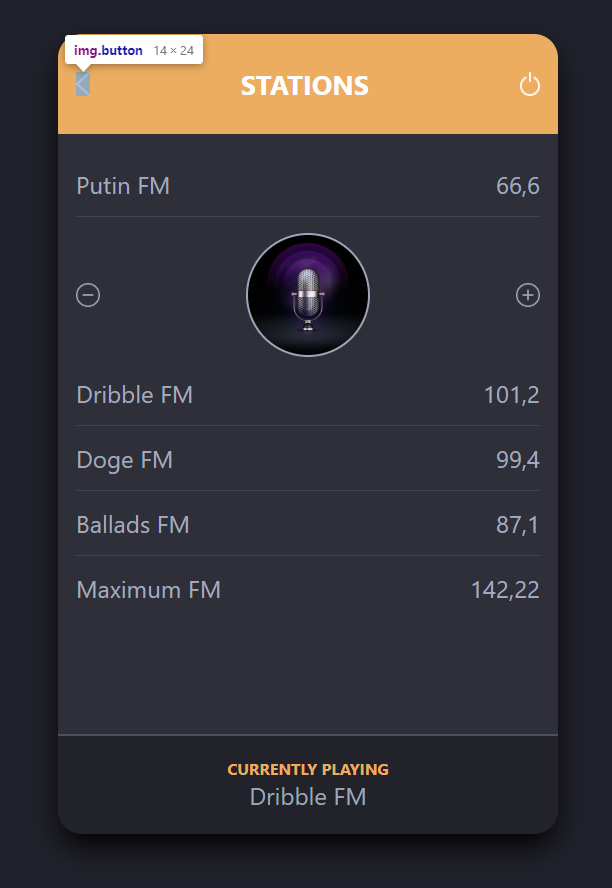 img.button 14 × 24
STATIONS
Putin FM 66,6
Dribble FM 101,2
Doge FM 99,4
Ballads FM 87,1
Maximum FM 142,22
CURRENTLY PLAYING
Dribble FM